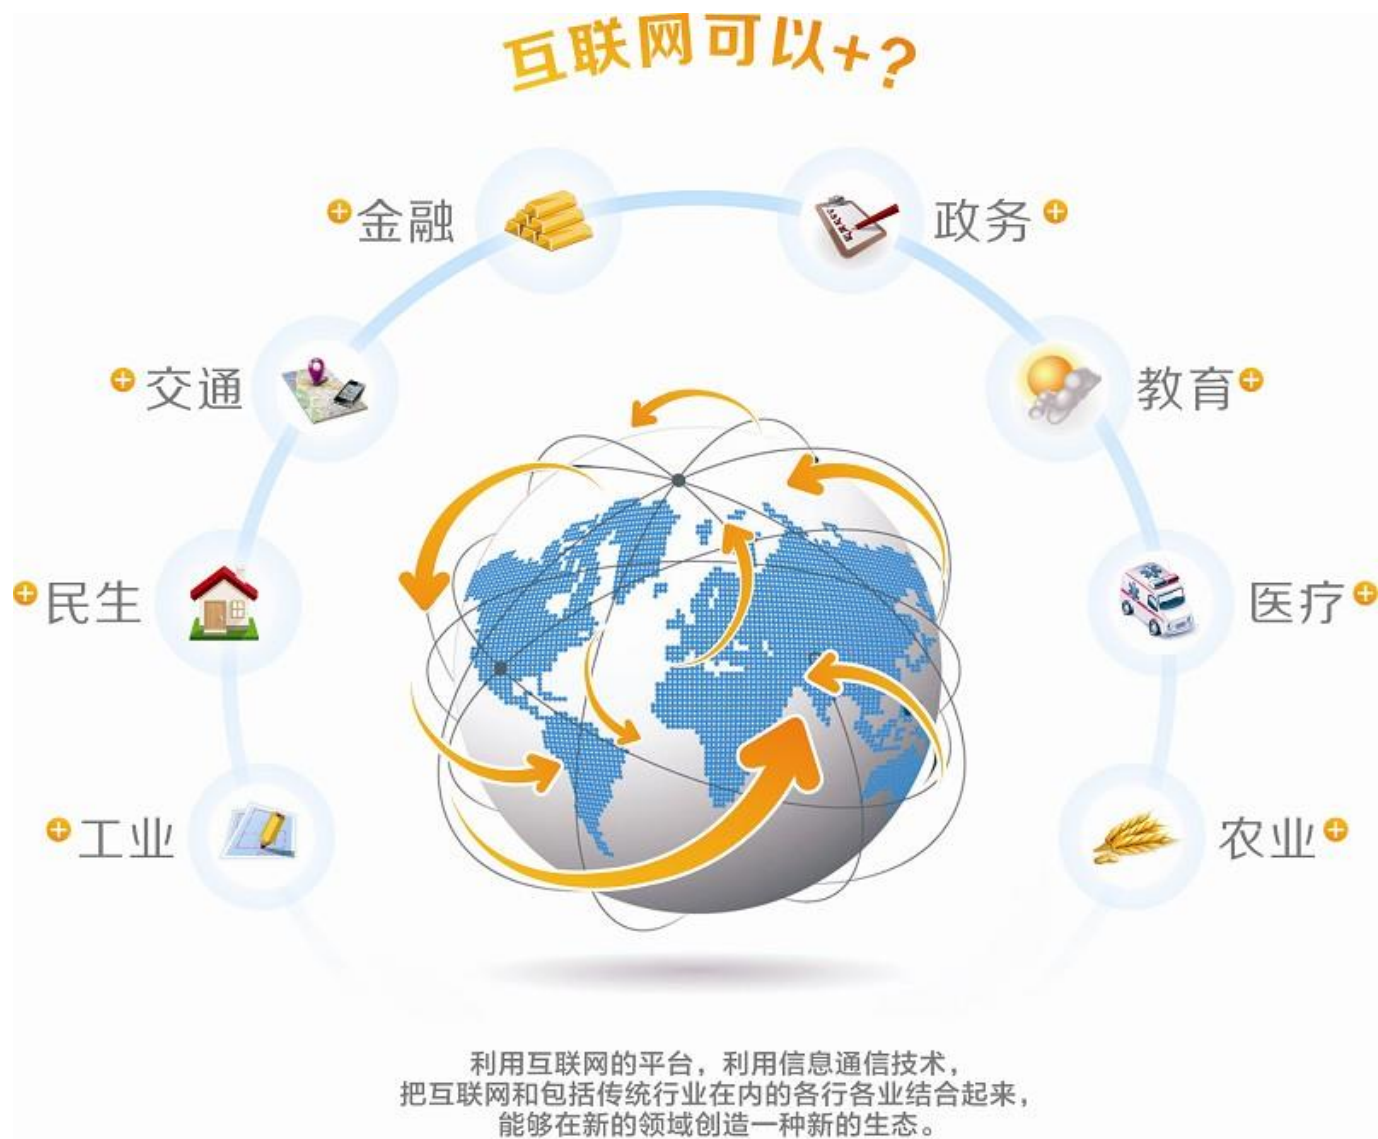 互联网可以+?
+金融
政务+
+交通
教育+
+民生
医疗+
+工业
农业+
利用互联网的平台，利用信息通信技术，
把互联网和包括传统行业在内的各行各业结合起来，
能够在新的领域创造一种新的生态。